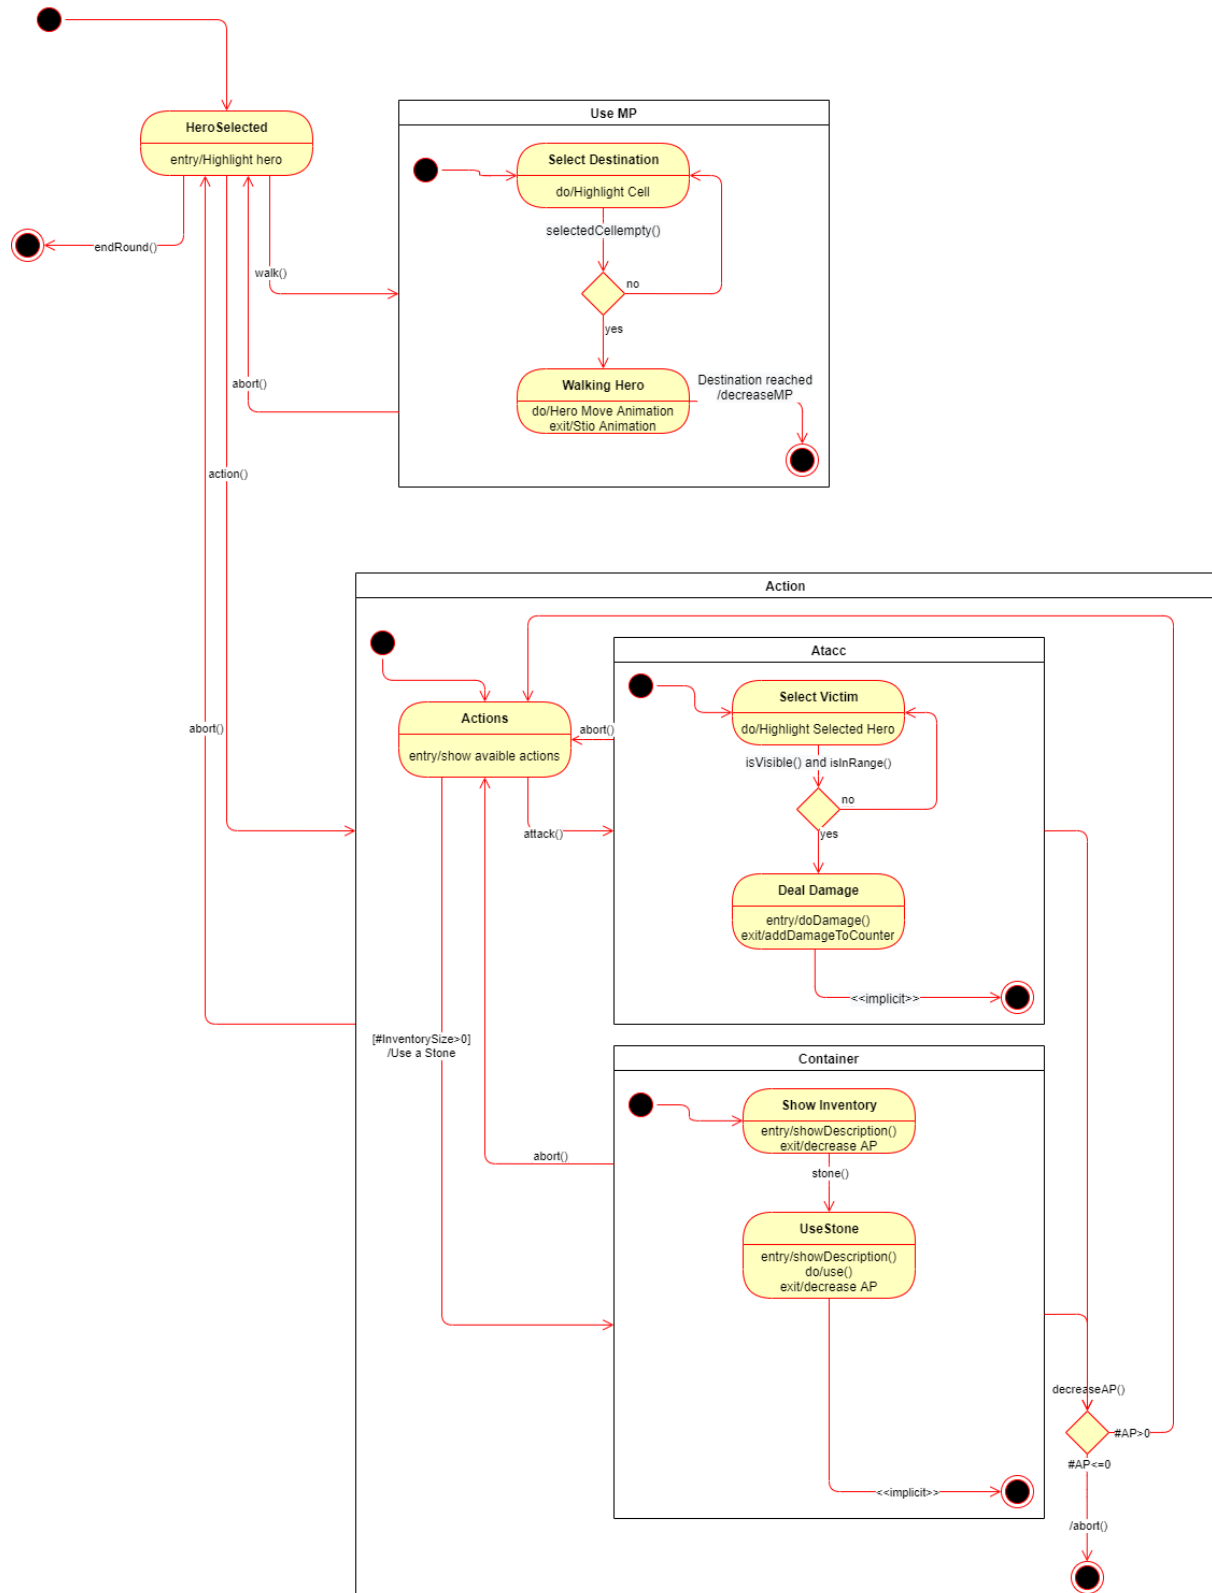 HeroSelected
entry/Highlight hero
endRound()
walk()
abort()
action()
abort()
Use MP
Select Destination
do/Highlight Cell
selectedCellempty()
no
yes
Walking Hero
do/Hero Move Animation
exit/Stio Animation
Destination reached
/decreaseMP
Action
Actions
entry/show avaible actions
abort()
attack()
Atacc
Select Victim
do/Highlight Selected Hero
isVisible() and isInRange()
no
yes
Deal Damage
entry/doDamage()
exit/addDamageToCounter
<<implicit>>
[#InventorySize>0]
/Use a Stone
abort()
Container
Show Inventory
entry/showDescription()
exit/decrease AP
stone()
UseStone
entry/showDescription()
do/use()
exit/decrease AP
<<implicit>>
decreaseAP()
#AP>0
#AP<=0
/abort()